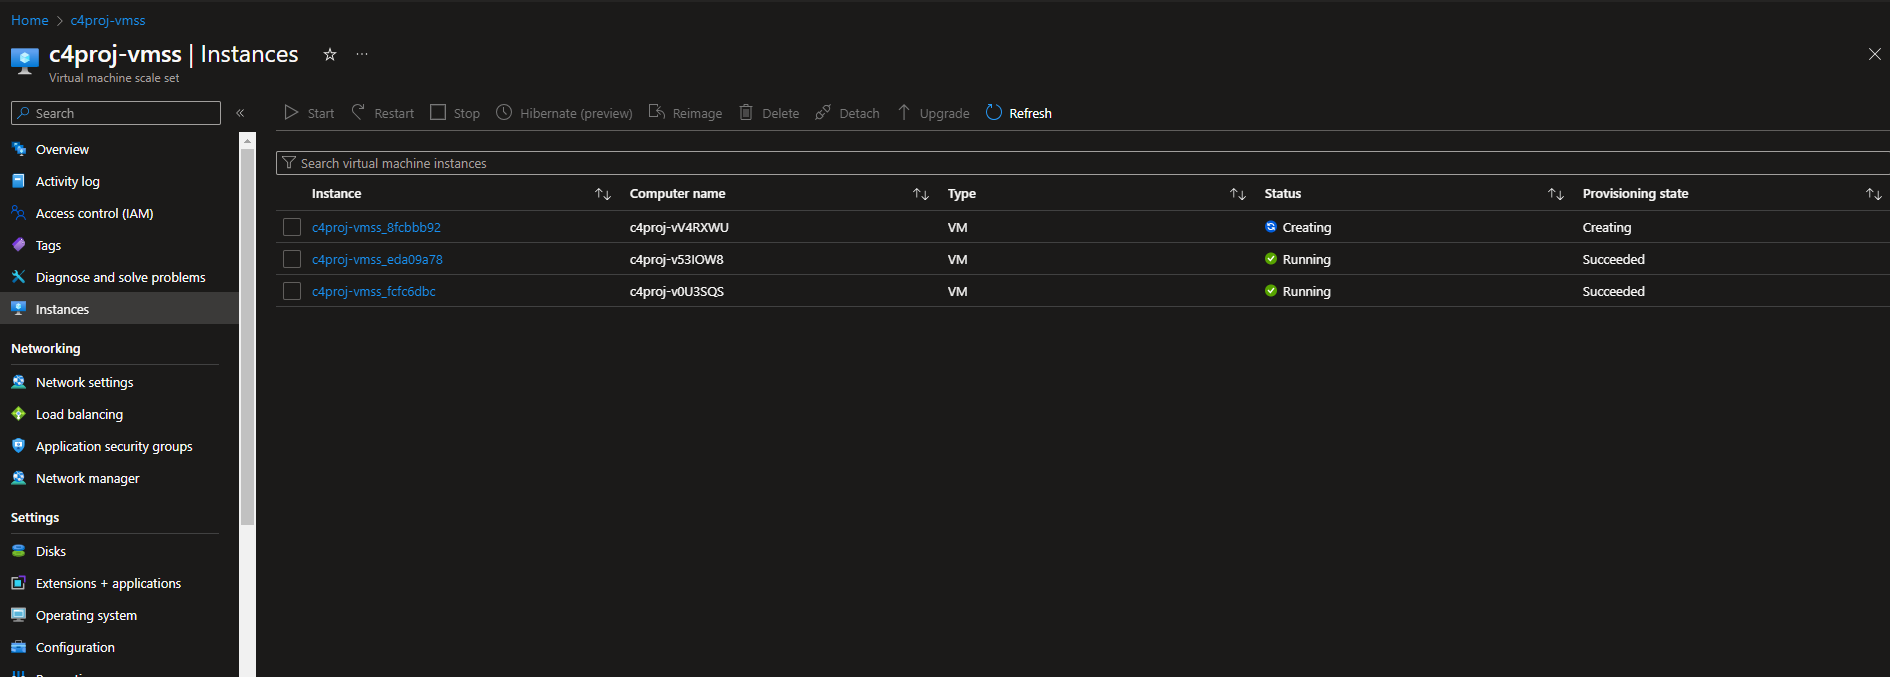 Home > c4proj-vmss
c4proj-vmss | Instances
Virtual machine scale set
Search
Start Restart Stop Hibernate (preview) Reimage Delete Detach Upgrade Refresh
Overview
Activity log
Access control (IAM)
Tags
Diagnose and solve problems
Instances
Networking
Network settings
Load balancing
Application security groups
Network manager
Settings
Disks
Extensions + applications
Operating system
Configuration
Search virtual machine instances
Instance Computer name Type Status Provisioning state
c4proj-vmss_8fcbbb92 c4proj-vV4RXWU VM Creating Creating
c4proj-vmss_eda09a78 c4proj-v53IOW8 VM Running Succeeded
c4proj-vmss_fcfc6dbc c4proj-v0U3SQS VM Running Succeeded